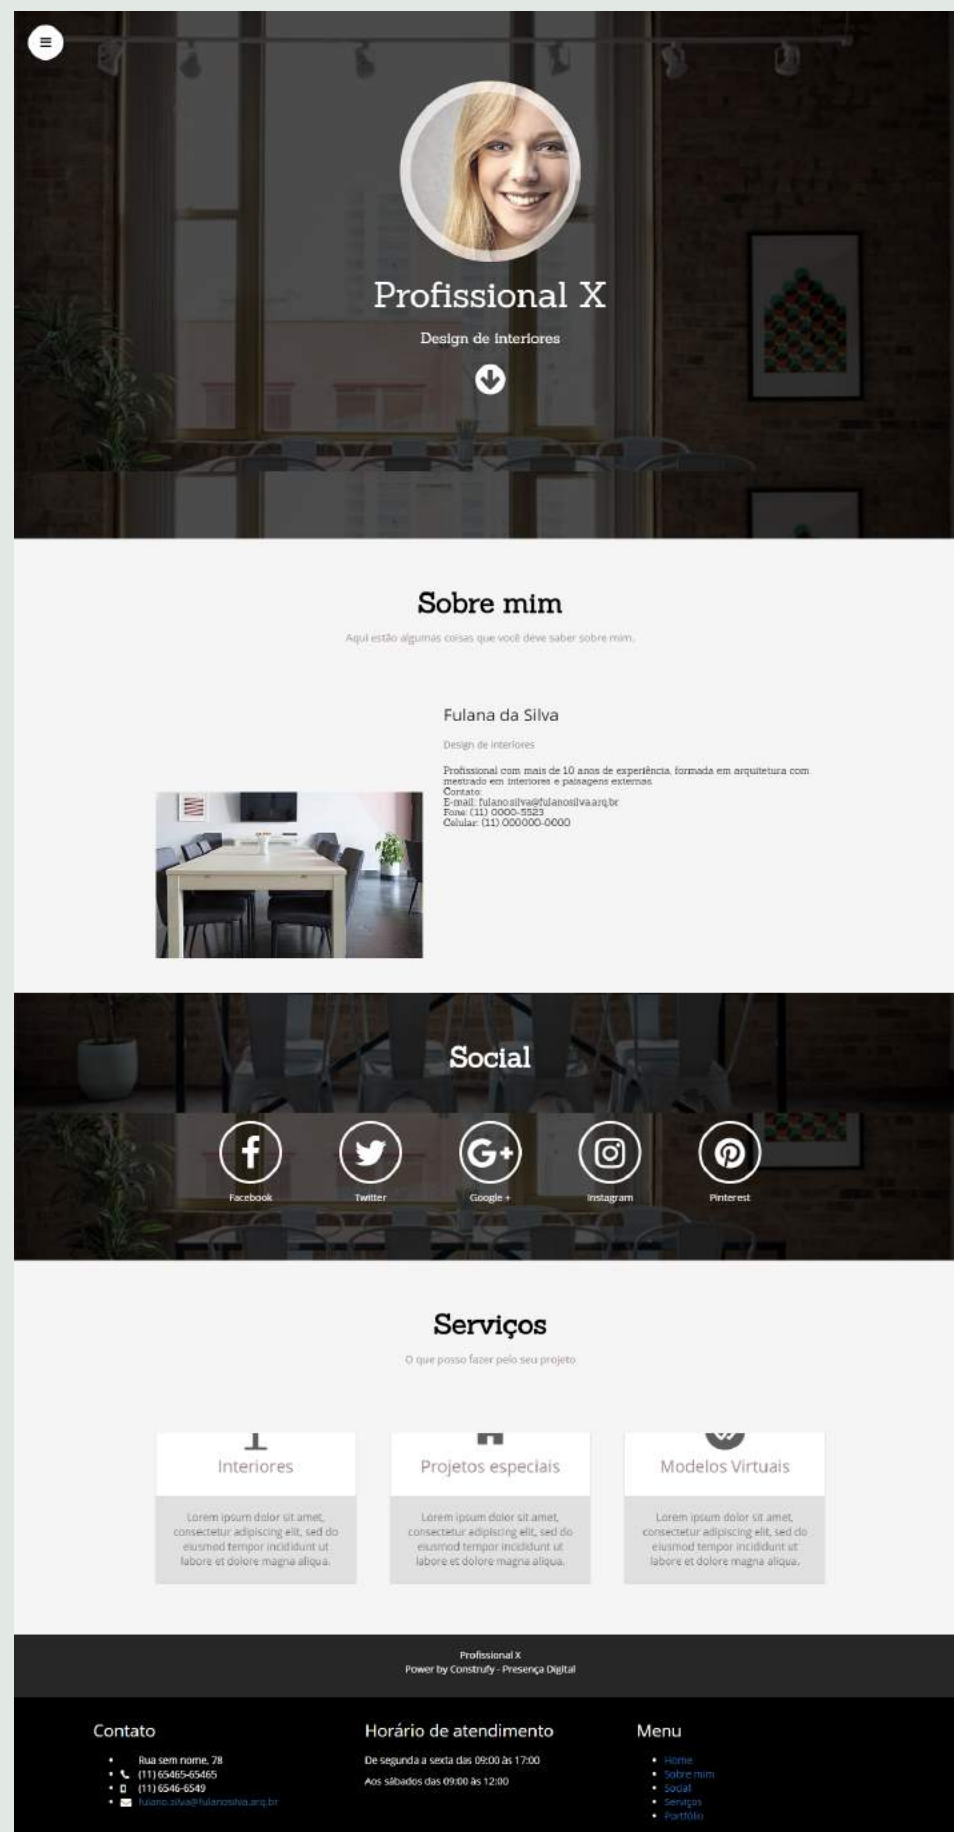 Profissional X
Design de interiores
Sobre mim
Aqui estão algumas coisas que você deve saber sobre mim.
Fulana da Silva
Design de interiores
Profissional com mais de 10 anos de experiência, formada em arquitetura com
mestrado em interiores e paisagens externas.
Contato:
E-mail: fulano.silva@fulanosilva.arq.br
Fone: (11) 0000-5523
Celular: (11) 000000-0000
Social
Facebook
Twitter
Google +
Instagram
Pinterest
Serviços
O que posso fazer pelo seu projeto.
Interiores
Lorem ipsum dolor sit amet,
consectetur adipiscing elit, sed do
eiusmod tempor incididunt ut
labore et dolore magna aliqua.
Projetos especiais
Lorem ipsum dolor sit amet,
consectetur adipiscing elit, sed do
eiusmod tempor incididunt ut
labore et dolore magna aliqua.
Modelos Virtuais
Lorem ipsum dolor sit amet,
consectetur adipiscing elit, sed do
eiusmod tempor incididunt ut
labore et dolore magna aliqua.
Profissional X
Power by Construfy - Presença Digital
Contato
Rua sem nome, 78
(11) 65465-65465
(11) 6546-6549
fulano.silva@fulanosilva.arq.br
Horário de atendimento
De segunda a sexta das 09:00 às 17:00
Aos sábados das 09:00 às 12:00
Menu
Home
Sobre mim
Social
Serviços
Portfólio